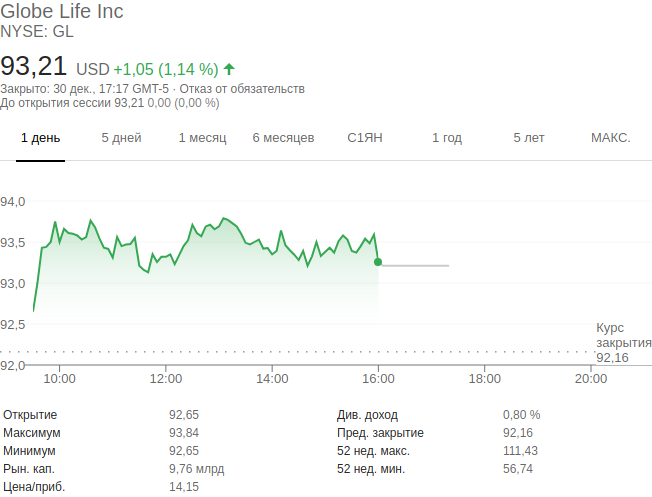 Globe Life Inc
NYSE: GL
93,21 USD +1,05 (1,14 %)
Закрыто: 30 дек., 17:17 GMT-5 · Отказ от обязательств
До открытия сессии 93,21 0,00 (0,00 %)
1 день 5 дней 1 месяц 6 месяцев С1ЯН 1 год 5 лет МАКС.
94,0
93,5
93,0
92,5
Курс
закрытия
92,16
92,0
10:00 12:00 14:00 16:00 18:00 20:00
Открытие 92,65 Див. доход 0,80 %
Максимум 93,84 Пред. закрытие 92,16
Минимум 92,65 52 нед. макс. 111,43
Рын. кап. 9,76 млрд 52 нед. мин. 56,74
Цена/приб. 14,15